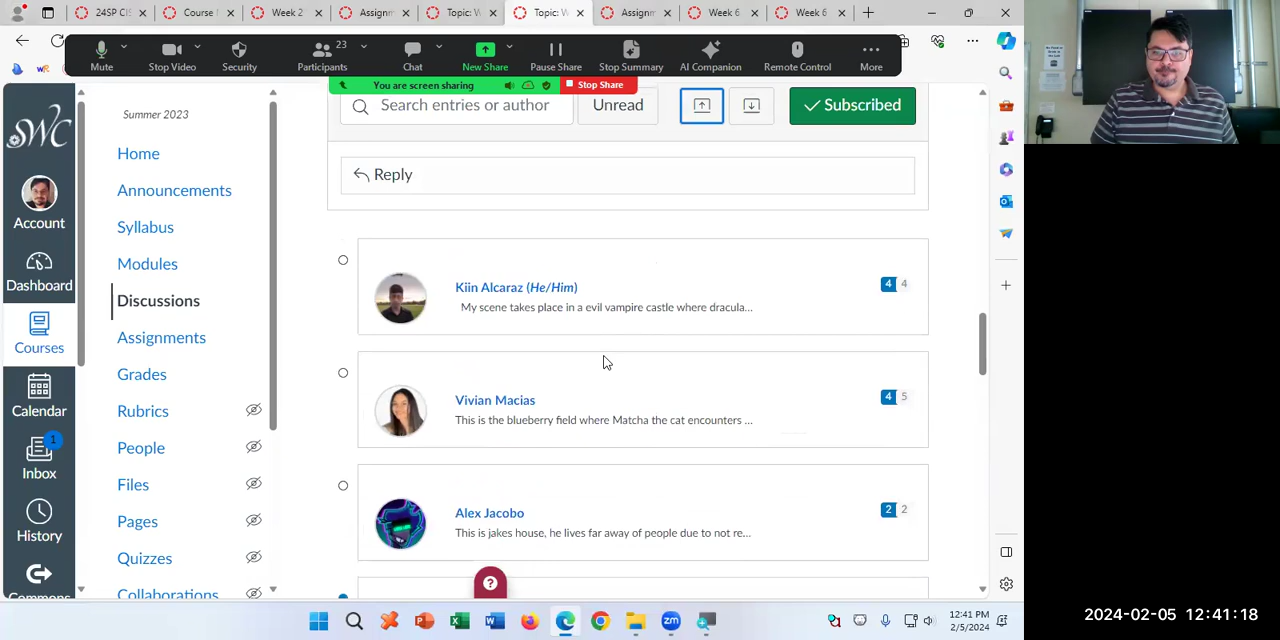 24SP CIS
Course
Week 2
Assignm
Topic: W
Topic: W
Assignm
Week 6
Week 6
Mute
Stop Video
Security
23
Participants
Chat
New Share
Pause Share
Stop Summary
AI Companion
Remote Control
More
You are screen sharing
Stop Share
SWC
Account
Dashboard
Courses
Calendar
1
Inbox
History
Commons
Summer 2023
Home
Announcements
Syllabus
Modules
Discussions
Assignments
Grades
Rubrics
People
Files
Pages
Quizzes
Collaborations
Search entries or author
Unread
Subscribed
Reply
Kiin Alcaraz (He/Him)
4 4
My scene takes place in a evil vampire castle where dracula...
Vivian Macias
4 5
This is the blueberry field where Matcha the cat encounters ...
Alex Jacobo
2 2
This is jakes house, he lives far away of people due to not re...
12:41 PM
2/5/2024
2024-02-05 12:41:18